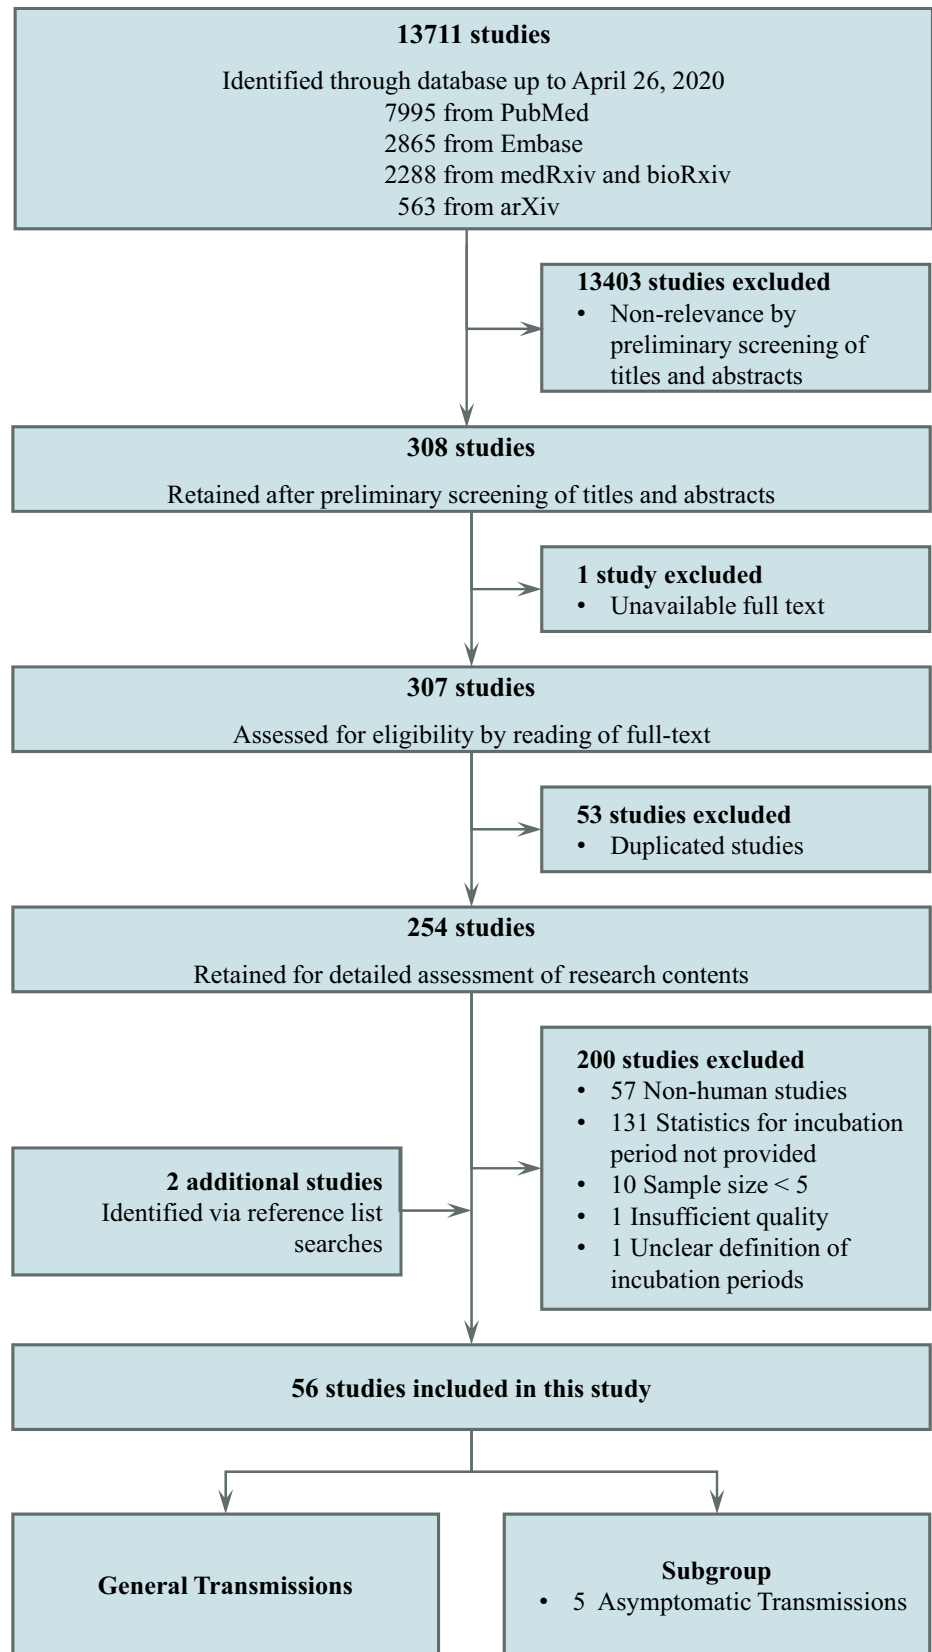 13711 studies
Identified through database up to April 26, 2020
7995 from PubMed
2865 from Embase
2288 from medRxiv and bioRxiv
563 from arXiv
13403 studies excluded
• Non-relevance by
preliminary screening of
titles and abstracts
308 studies
Retained after preliminary screening of titles and abstracts
1 study excluded
• Unavailable full text
307 studies
Assessed for eligibility by reading of full-text
53 studies excluded
• Duplicated studies
254 studies
Retained for detailed assessment of research contents
200 studies excluded
• 57 Non-human studies
• 131 Statistics for incubation
period not provided
• 10 Sample size < 5
• 1 Insufficient quality
• 1 Unclear definition of
incubation periods
2 additional studies
Identified via reference list
searches
56 studies included in this study
General Transmissions
Subgroup
• 5 Asymptomatic Transmissions